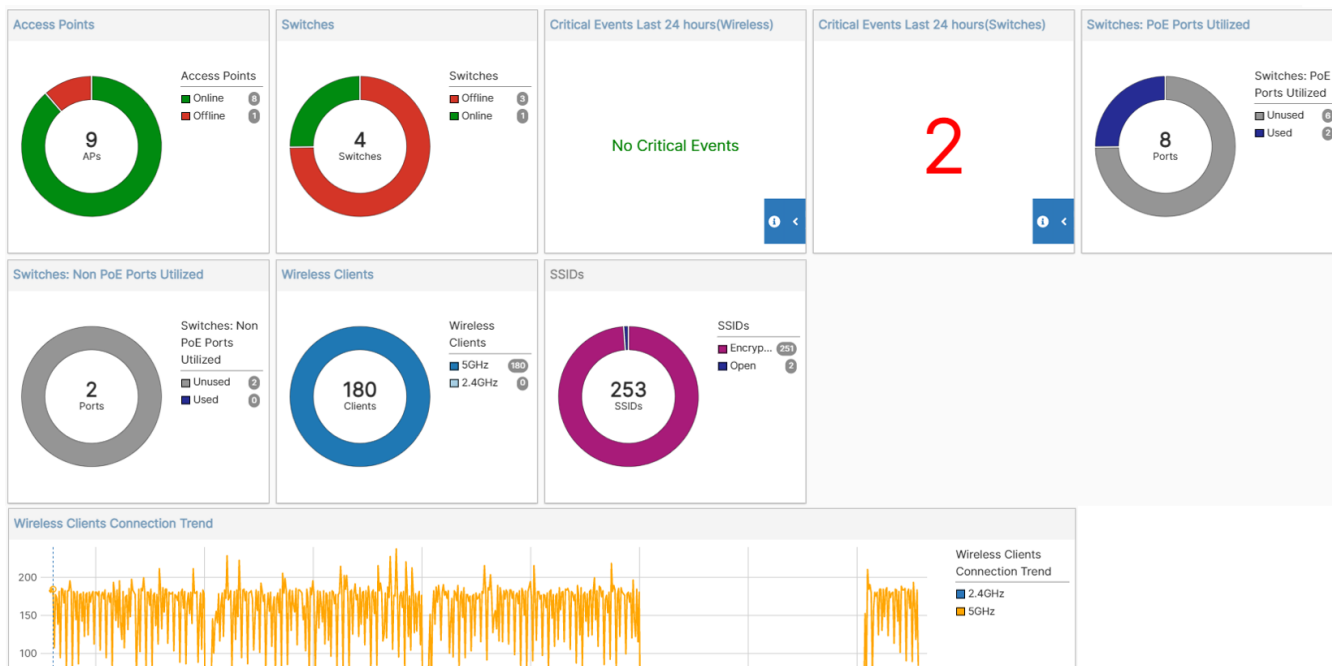 Access Points
Access Points
Online 8
Offline 1
9
APs
Switches
Switches
Offline 3
Online 1
4
Switches
Critical Events Last 24 hours(Wireless)
No Critical Events
Critical Events Last 24 hours(Switches)
2
Switches: PoE Ports Utilized
Switches: PoE
Ports Utilized
Unused 6
Used 2
8
Ports
Switches: Non PoE Ports Utilized
Switches: Non
PoE Ports
Utilized
Unused 2
Used 0
2
Ports
Wireless Clients
Wireless
Clients
5GHz 180
2.4GHz 0
180
Clients
SSIDs
SSIDs
Encryp... 251
Open 2
253
SSIDs
Wireless Clients Connection Trend
Wireless Clients
Connection Trend
2.4GHz
5GHz
200
150
100